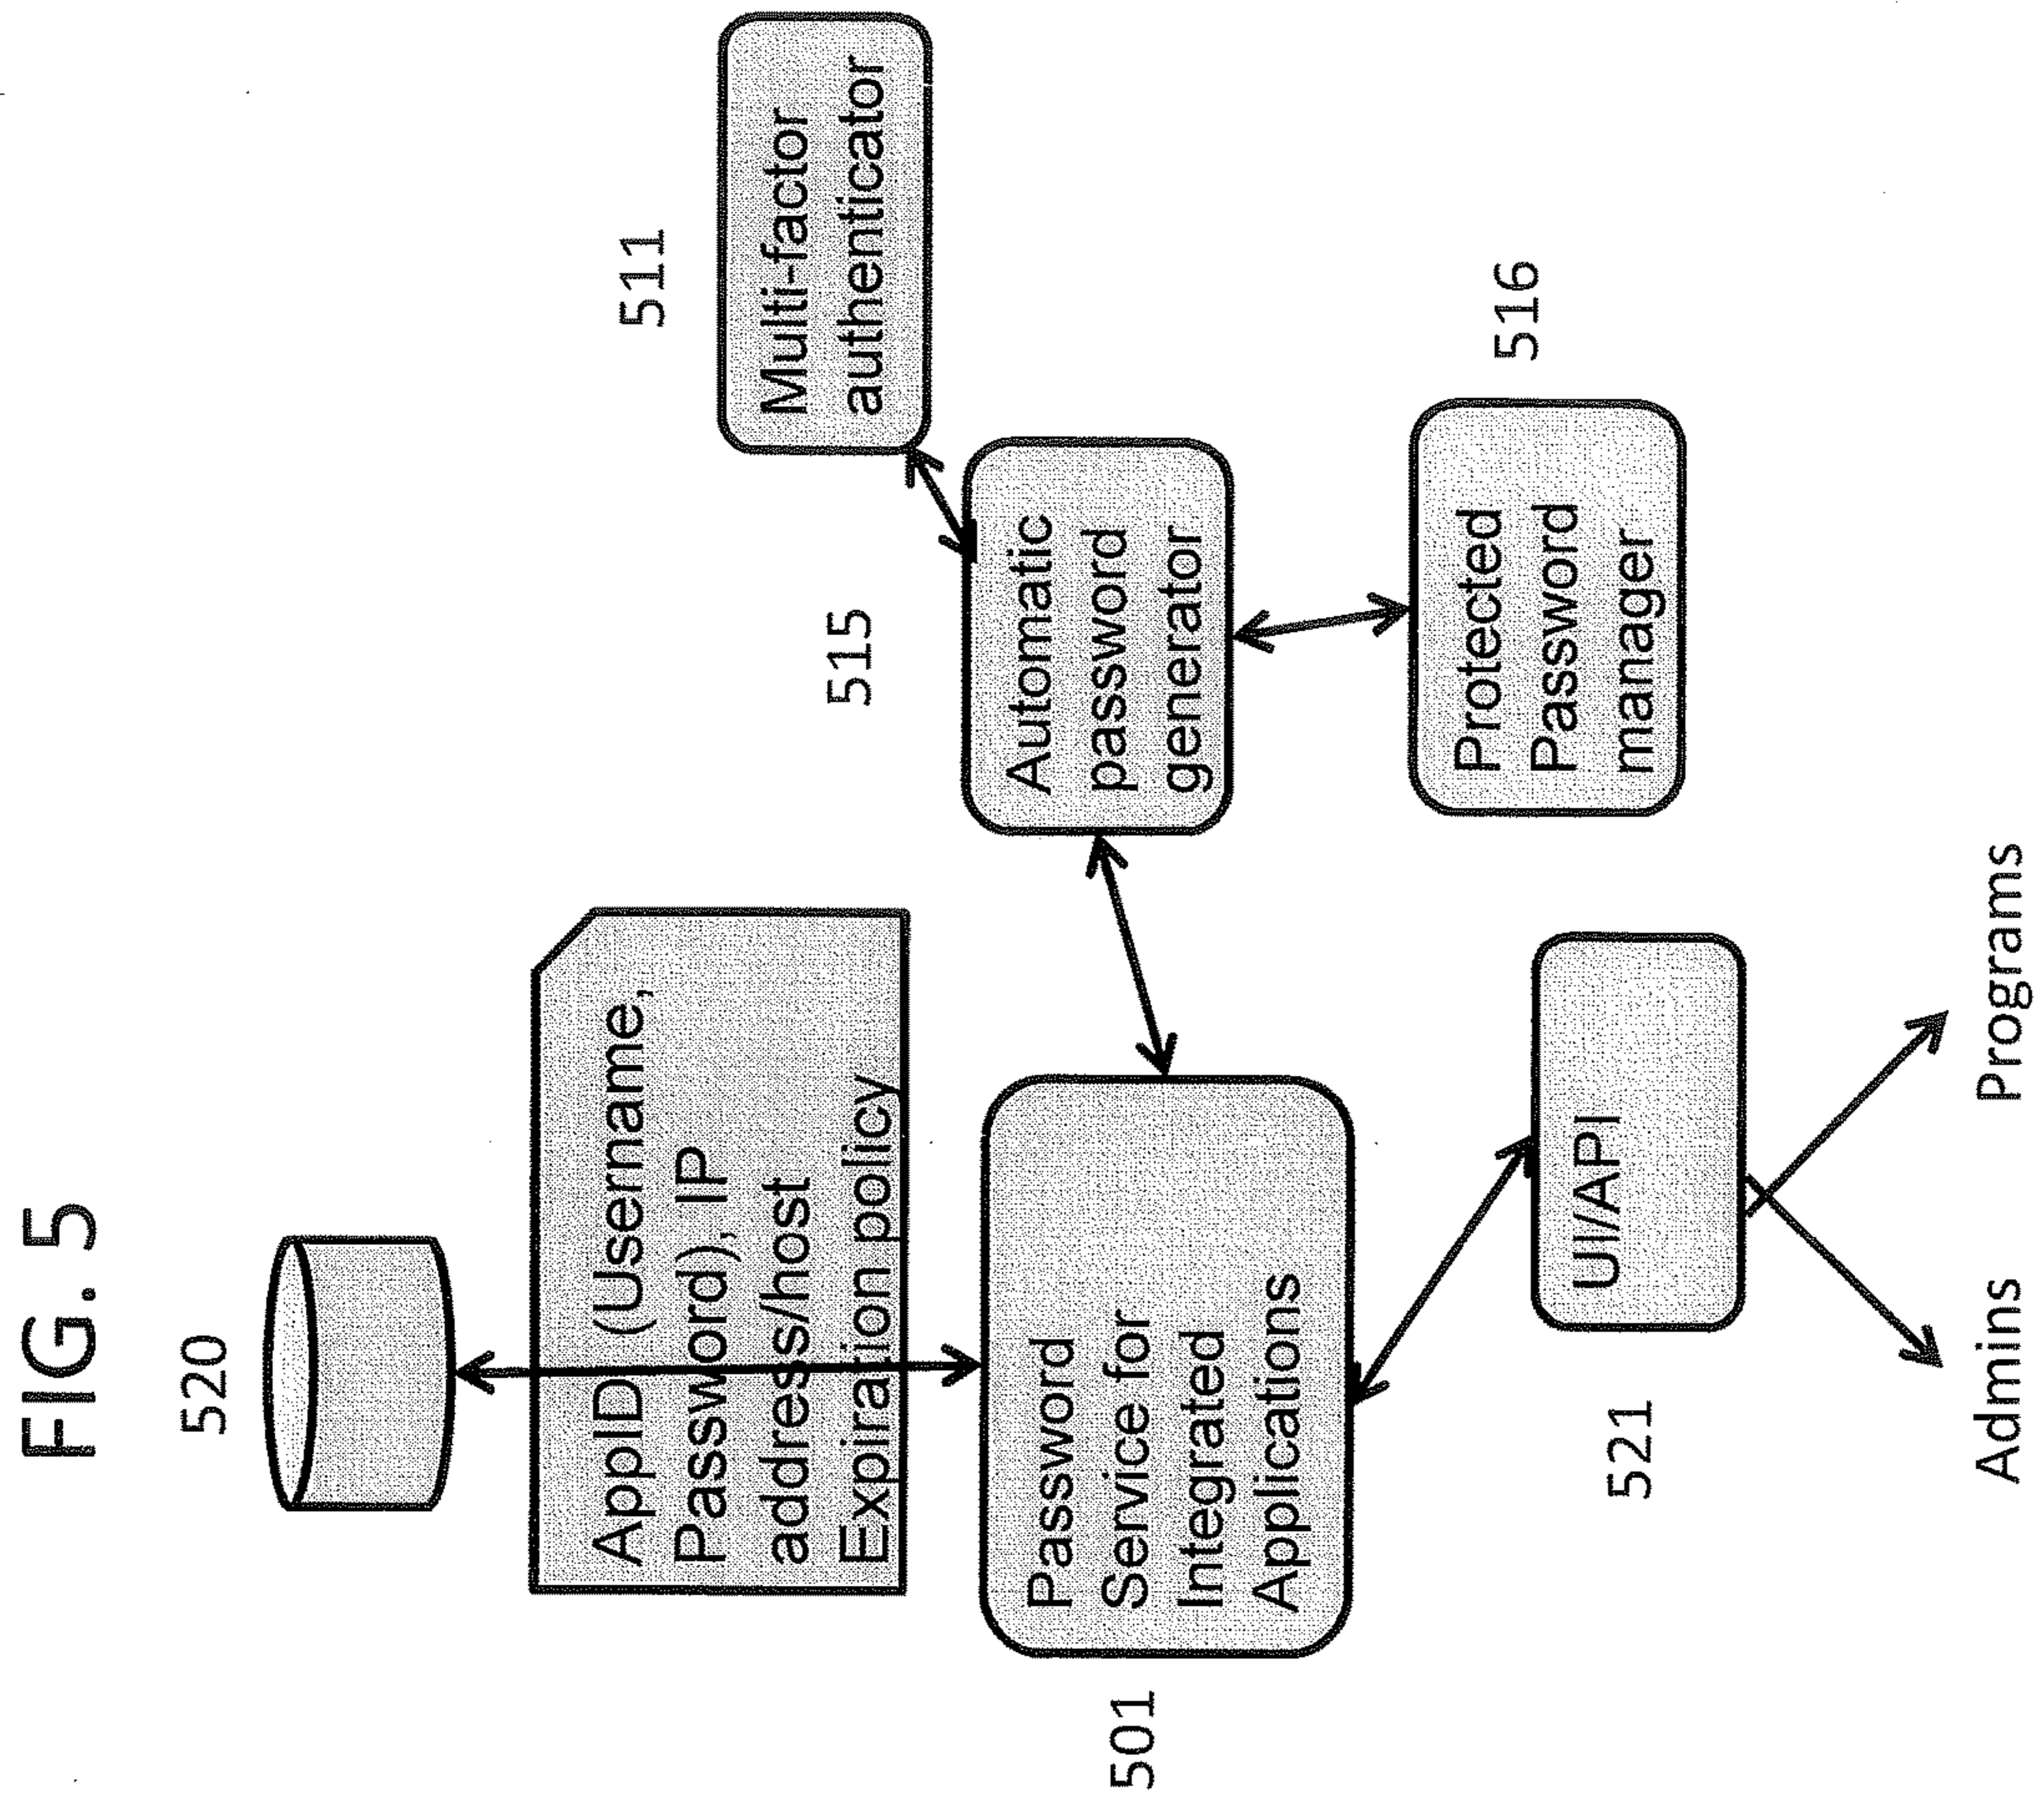 FIG. 5
520
AppID (Username,
Password), IP
address/host
Expiration policy
501
Password
Service for
Integrated
Applications
515
Automatic
password
generator
511
Multi-factor
authenticator
516
Protected
Password
manager
521
UI/API
Admins
Programs